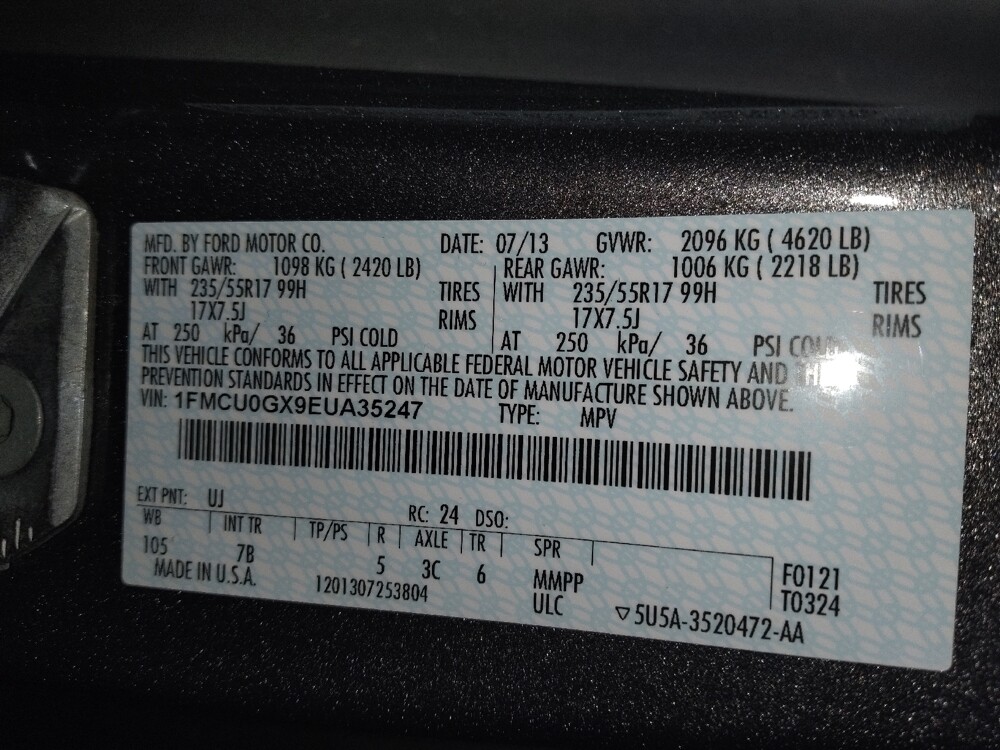 MFD. BY FORD MOTOR CO. DATE: 07/13 GVWR: 2096 KG ( 4620 LB)
FRONT GAWR: 1098 KG ( 2420 LB) REAR GAWR: 1006 KG ( 2218 LB)
WITH 235/55R17 99H TIRES WITH 235/55R17 99H TIRES
17X7.5J RIMS 17X7.5J RIMS
AT 250 kPa/ 36 PSI COLD AT 250 kPa/ 36 PSI COLD
THIS VEHICLE CONFORMS TO ALL APPLICABLE FEDERAL MOTOR VEHICLE SAFETY AND
PREVENTION STANDARDS IN EFFECT ON THE DATE OF MANUFACTURE SHOWN ABOVE.
VIN: 1FMCU0GX9EUA35247 TYPE: MPV
EXT PNT: UJ RC: 24 DSO:
WB INT TR TP/PS R AXLE TR SPR
105 7B 5 3C 6 MMPP F0121
MADE IN U.S.A. 1201307253804 ULC T0324
▽5U5A-3520472-AA